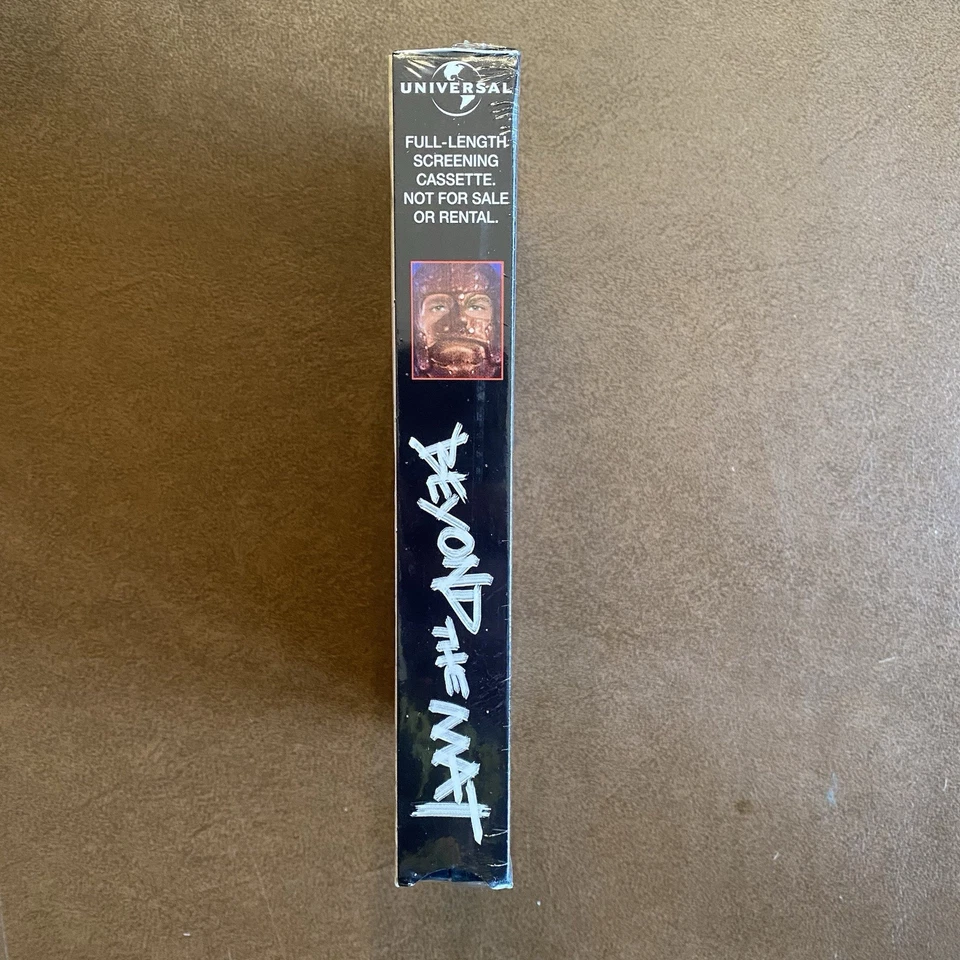 UNIVERSAL
FULL-LENGTH
SCREENING
CASSETTE.
NOT FOR SALE
OR RENTAL.
BEYOND THE MAT